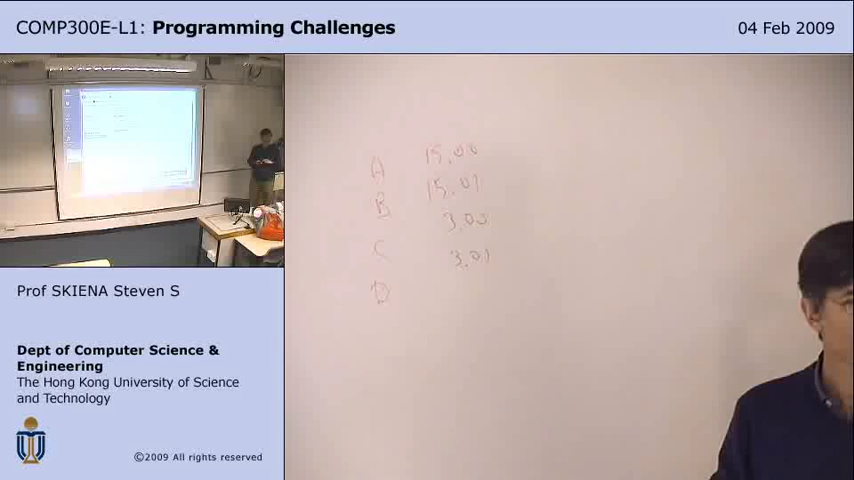 COMP300E-L1: Programming Challenges
04 Feb 2009
A 15.00
B 15.01
C 3.00
D 3.01
Prof SKIENA Steven S
Dept of Computer Science &
Engineering
The Hong Kong University of Science
and Technology
©2009 All rights reserved